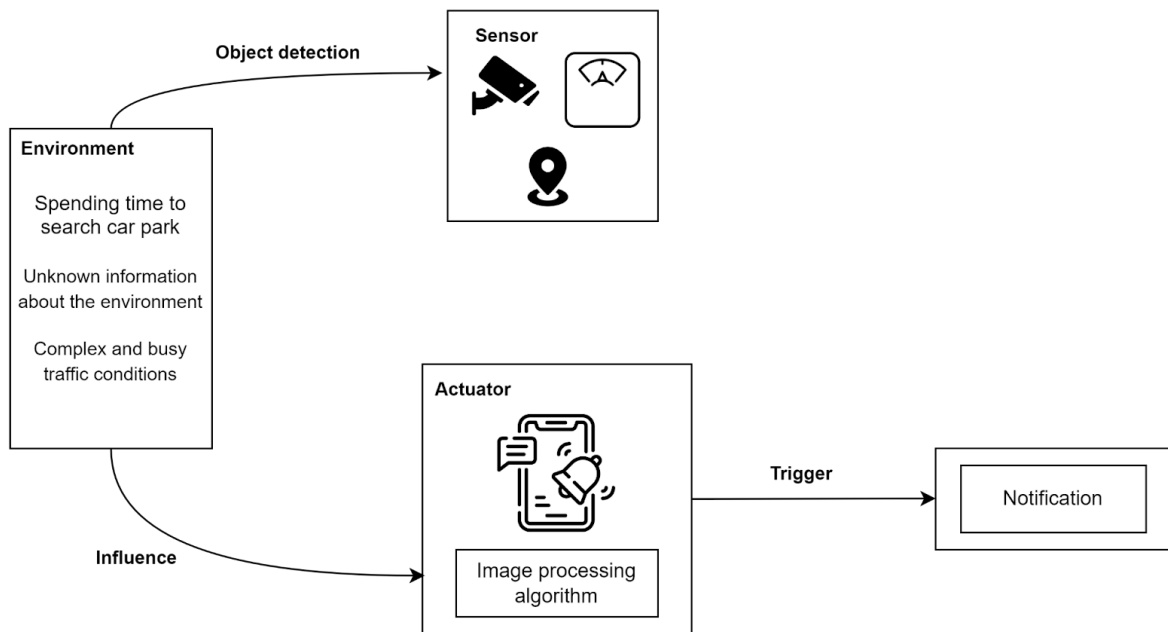 Object detection
Sensor
Environment
Spending time to
search car park
Unknown information
about the environment
Complex and busy
traffic conditions
Influence
Actuator
Image processing
algorithm
Trigger
Notification